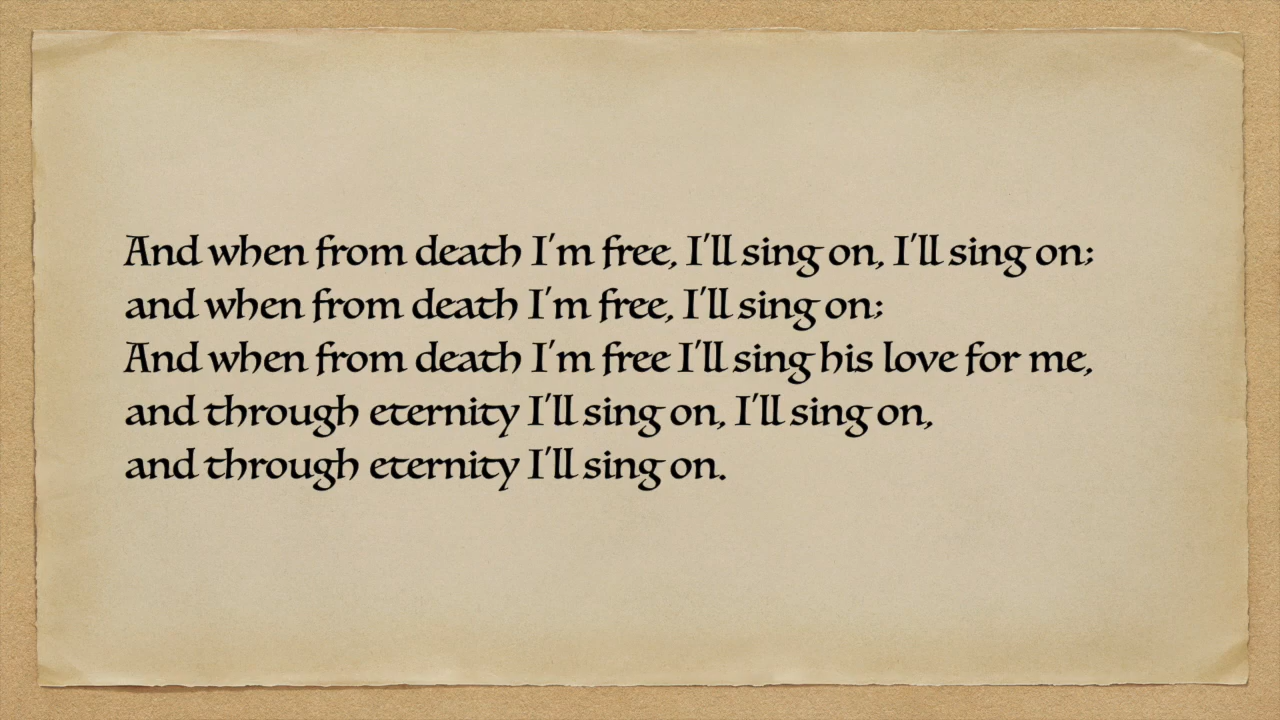 And when from death I'm free, I'll sing on, I'll sing on;
and when from death I'm free, I'll sing on;
And when from death I'm free I'll sing his love for me,
and through eternity I'll sing on, I'll sing on,
and through eternity I'll sing on.